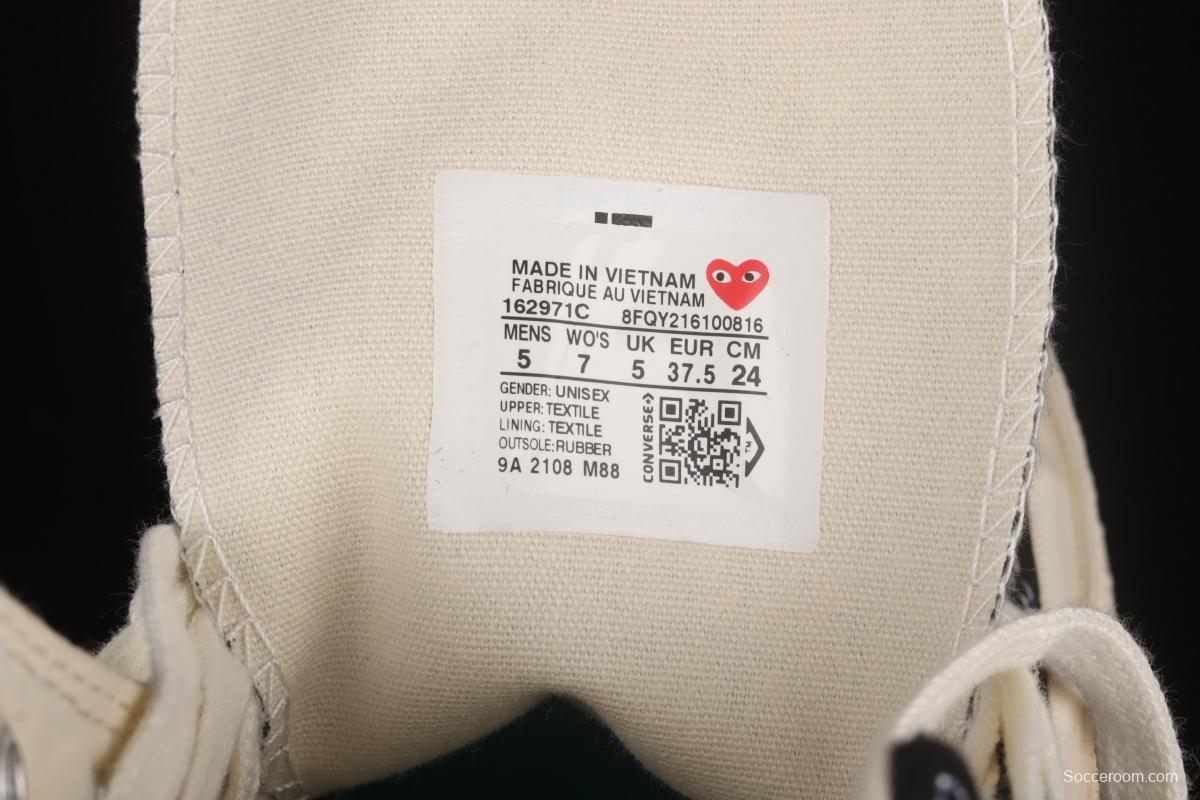 MADE IN VIETNAM
FABRIQUE AU VIETNAM
162971C 8FQY216100816
MENS WO'S UK EUR CM
5 7 5 37.5 24
GENDER: UNISEX
UPPER: TEXTILE
LINING: TEXTILE
OUTSOLE:RUBBER
9A 2108 M88
CONVERSE
Socceroom.com